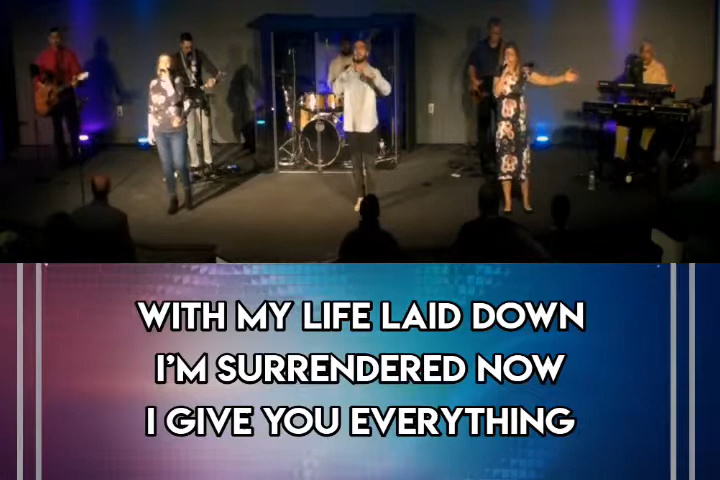 WITH MY LIFE LAID DOWN
I'M SURRENDERED NOW
I GIVE YOU EVERYTHING